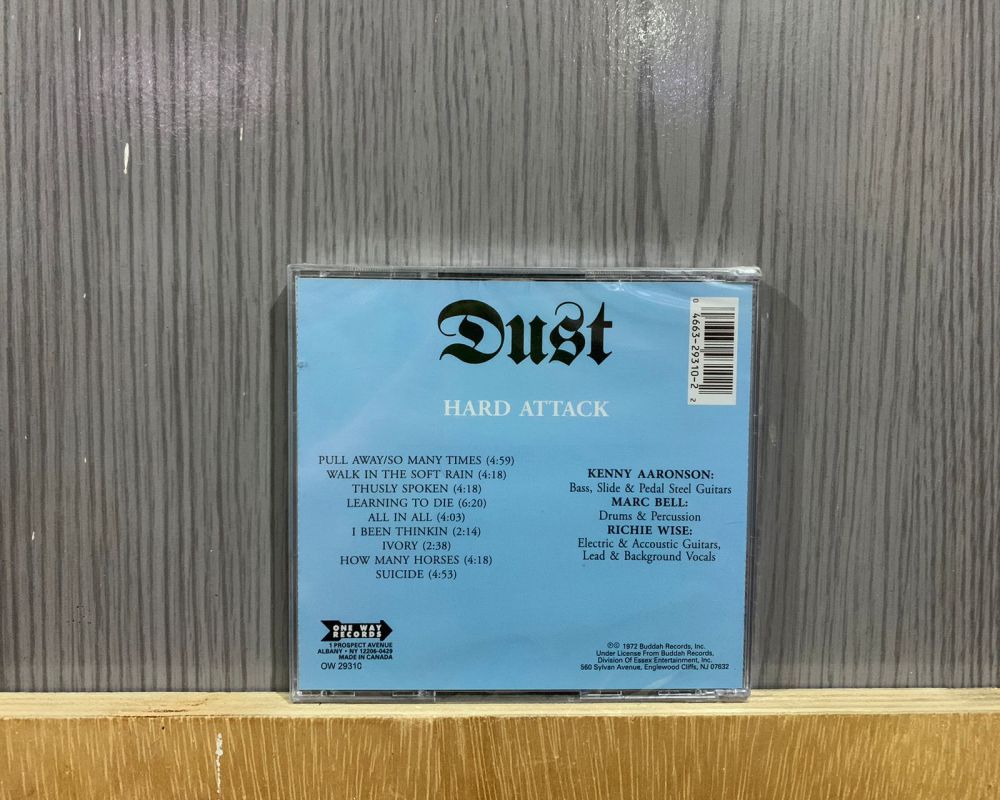 Dust
HARD ATTACK
0 4663-29310-2 2
PULL AWAY/SO MANY TIMES (4:59)
WALK IN THE SOFT RAIN (4:18)
THUSLY SPOKEN (4:18)
LEARNING TO DIE (6:20)
ALL IN ALL (4:03)
I BEEN THINKIN (2:14)
IVORY (2:38)
HOW MANY HORSES (4:18)
SUICIDE (4:53)
KENNY AARONSON:
Bass, Slide & Pedal Steel Guitars
MARC BELL:
Drums & Percussion
RICHIE WISE:
Electric & Accoustic Guitars,
Lead & Background Vocals
ONE WAY
RECORDS
1 PROSPECT AVENUE
ALBANY • NY 12206-0429
MADE IN CANADA
OW 29310
℗© 1972 Buddah Records, Inc.
Under License From Buddah Records,
Division Of Essex Entertainment, Inc.
560 Sylvan Avenue, Englewood Cliffs, NJ 07632